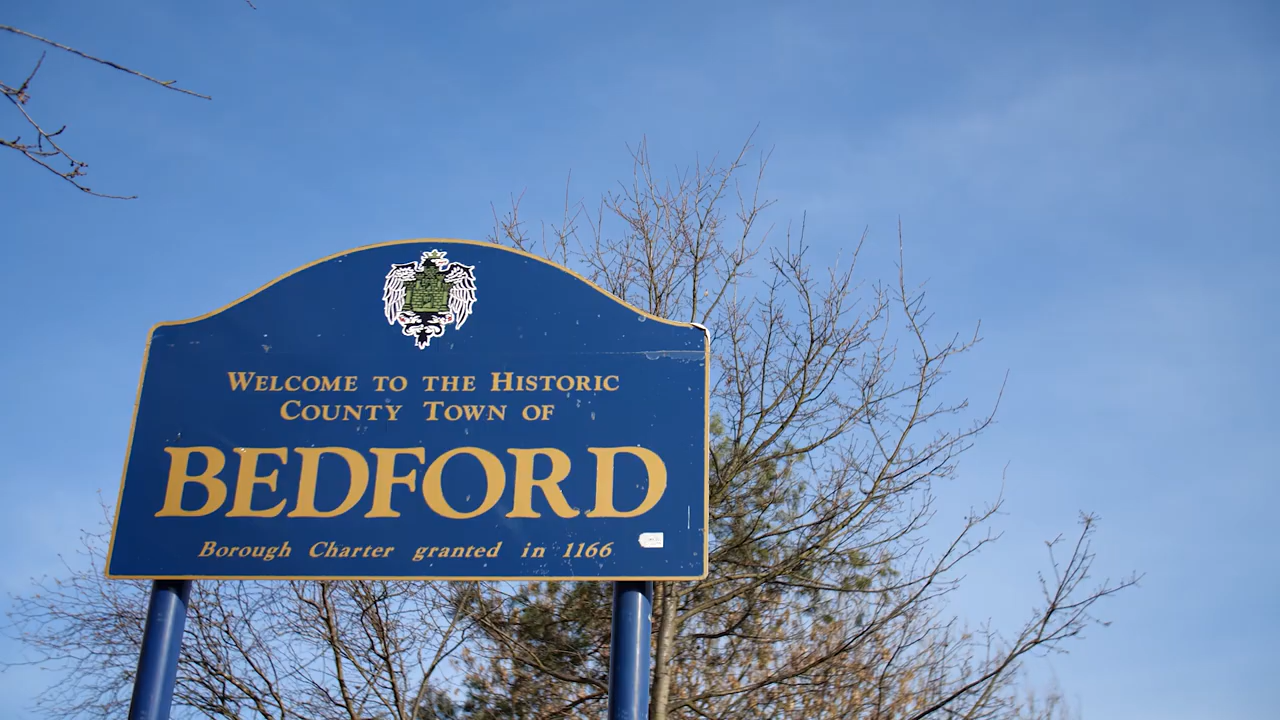 Welcome to the Historic
County Town of
BEDFORD
Borough Charter granted in 1166